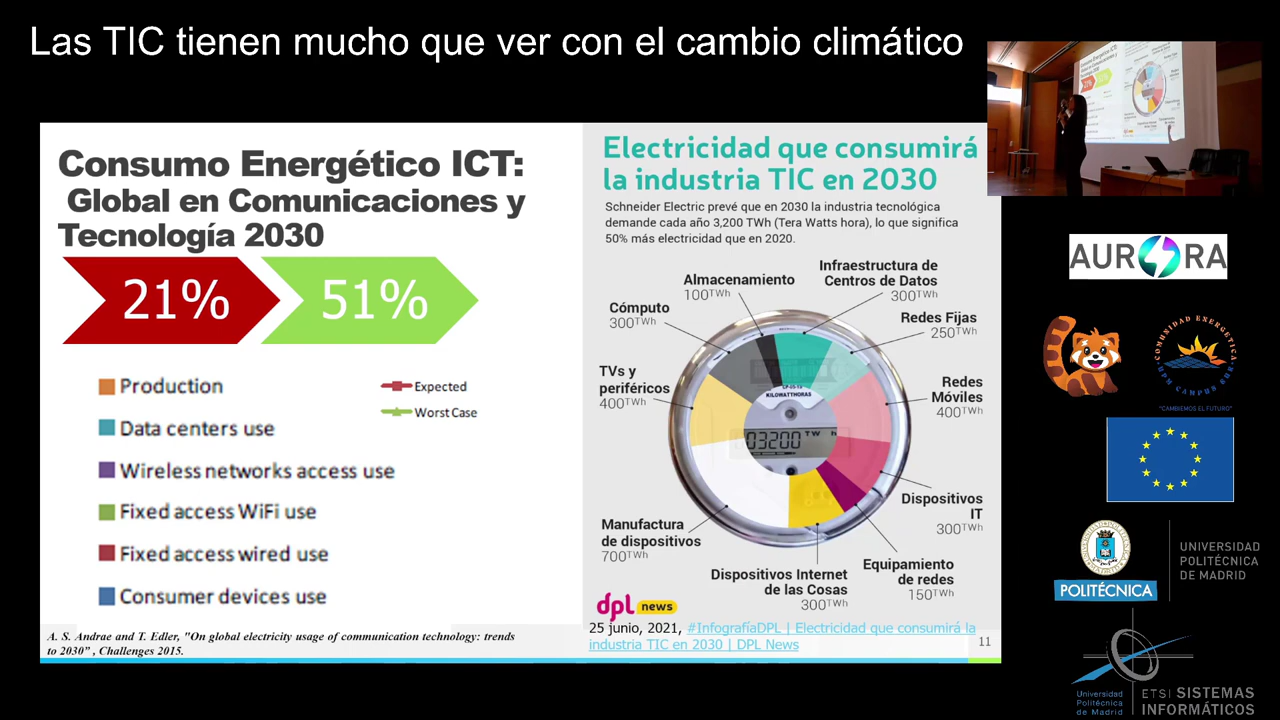 Las TIC tienen mucho que ver con el cambio climático
Consumo Energético ICT:
Global en Comunicaciones y
Tecnología 2030
21%
51%
Production
Data centers use
Wireless networks access use
Fixed access WiFi use
Fixed access wired use
Consumer devices use
Expected
Worst Case
A. S. Andrae and T. Edler, "On global electricity usage of communication technology: trends
to 2030" , Challenges 2015.
Electricidad que consumirá
la industria TIC en 2030
Schneider Electric prevé que en 2030 la industria tecnológica
demande cada año 3,200 TWh (Tera Watts hora), lo que significa
50% más electricidad que en 2020.
Almacenamiento
100TWh
Infraestructura de
Centros de Datos
300TWh
Cómputo
300TWh
Redes Fijas
250TWh
TVs y
periféricos
400TWh
Redes
Móviles
400TWh
KILOWATTHORAS
03200 TW h
Dispositivos
IT
300TWh
Manufactura
de dispositivos
700TWh
Equipamiento
de redes
150TWh
Dispositivos Internet
de las Cosas
300TWh
dpl news
25 junio, 2021, #InfografíaDPL | Electricidad que consumirá la
industria TIC en 2030 | DPL News
11
AURORA
COMUNIDAD ENERGETICA
UPM CAMPUS SUR
"CAMBIEMOS EL FUTURO"
POLITÉCNICA
UNIVERSIDAD
POLITÉCNICA
DE MADRID
Universidad
Politécnica
de Madrid
ETSI SISTEMAS
INFORMÁTICOS